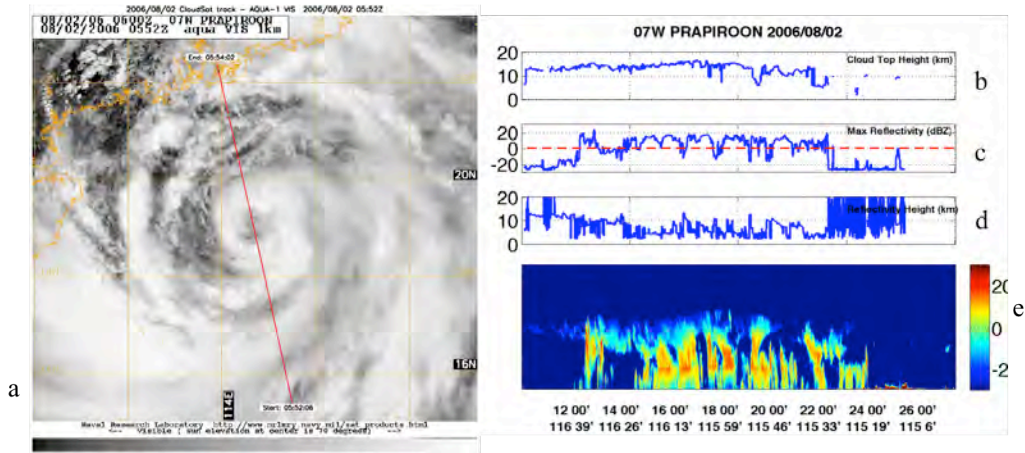 2006/08/02 CloudSat track - AQUA-1 VIS 2006/08/02 05:52Z
08/02/06 0600Z 07W PRAPIROON
08/02/2006 0552Z aqua VIS 1km
End: 05:54:02
20N
16N
114E
Start: 05:52:06
Naval Research Laboratory http://www.nrlmry.navy.mil/sat_products.html
<-- Visible ( sun elevation at center is 70 degrees) -->
a
07W PRAPIROON 2006/08/02
20
10
0
Cloud Top Height (km)
b
20
0
-20
Max Reflectivity (dBZ)
c
20
10
0
Reflectivity Height (km)
d
20
0
-2
e
12 00' 14 00' 16 00' 18 00' 20 00' 22 00' 24 00' 26 00'
116 39' 116 26' 116 13' 115 59' 115 46' 115 33' 115 19' 115 6'